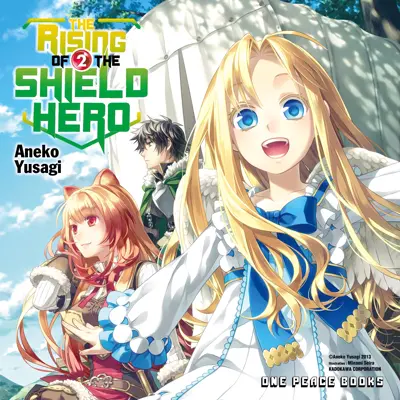 THE
RISING
OF 2 THE
SHIELD
HERO
Aneko
Yusagi
©Aneko Yusagi 2013
Illustration : Minami Seira
KADOKAWA CORPORATION
ONE PEACE BOOKS